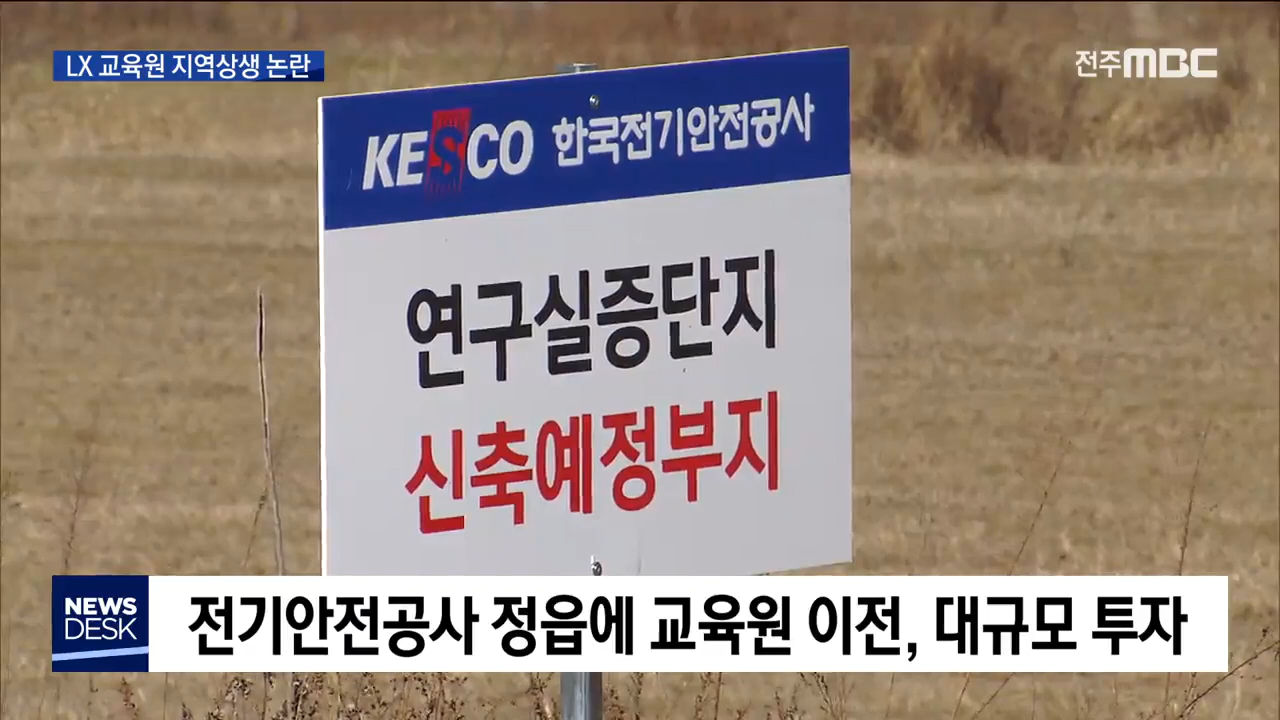 LX 교육원 지역상생 논란
전주MBC
KESCO 한국전기안전공사
연구실증단지
신축예정부지
NEWS
DESK
전기안전공사 정읍에 교육원 이전, 대규모 투자